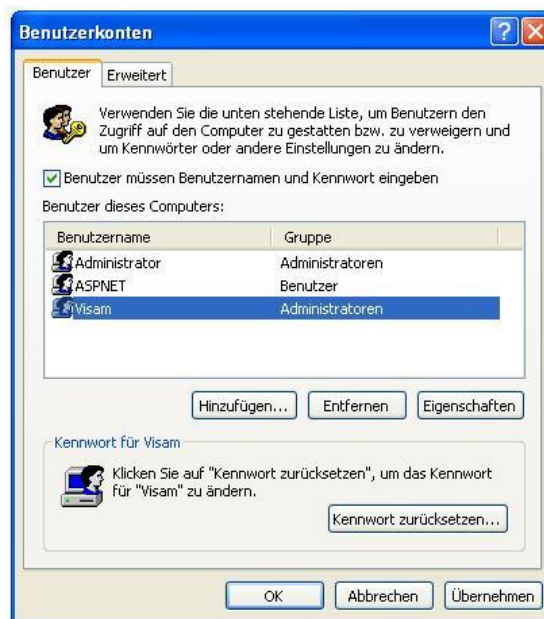 Benutzerkonten
Benutzer Erweitert
Verwenden Sie die unten stehende Liste, um Benutzern den
Zugriff auf den Computer zu gestatten bzw. zu verweigern und
um Kennwörter oder andere Einstellungen zu ändern.
Benutzer müssen Benutzernamen und Kennwort eingeben
Benutzer dieses Computers:
Benutzername Gruppe
Administrator Administratoren
ASPNET Benutzer
Visam Administratoren
Hinzufügen... Entfernen Eigenschaften
Kennwort für Visam
Klicken Sie auf "Kennwort zurücksetzen", um das Kennwort
für "Visam" zu ändern.
Kennwort zurücksetzen...
OK Abbrechen Übernehmen